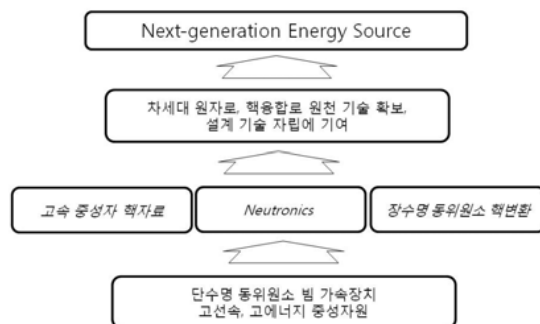 Next-generation Energy Source
차세대 원자로, 핵융합로 원천 기술 확보,
설계 기술 자립에 기여
고속 중성자 핵자료
Neutronics
장수명 동위원소 핵변환
단수명 동위원소 빔 가속장치
고선속, 고에너지 중성자원